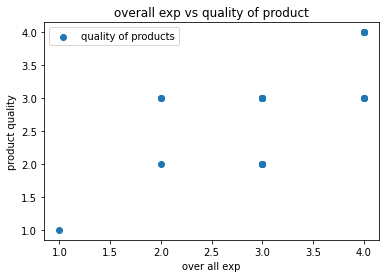 overall exp vs quality of product
quality of products
4.0
3.5
3.0
2.5
2.0
1.5
1.0
product quality
1.0 1.5 2.0 2.5 3.0 3.5 4.0
over all exp